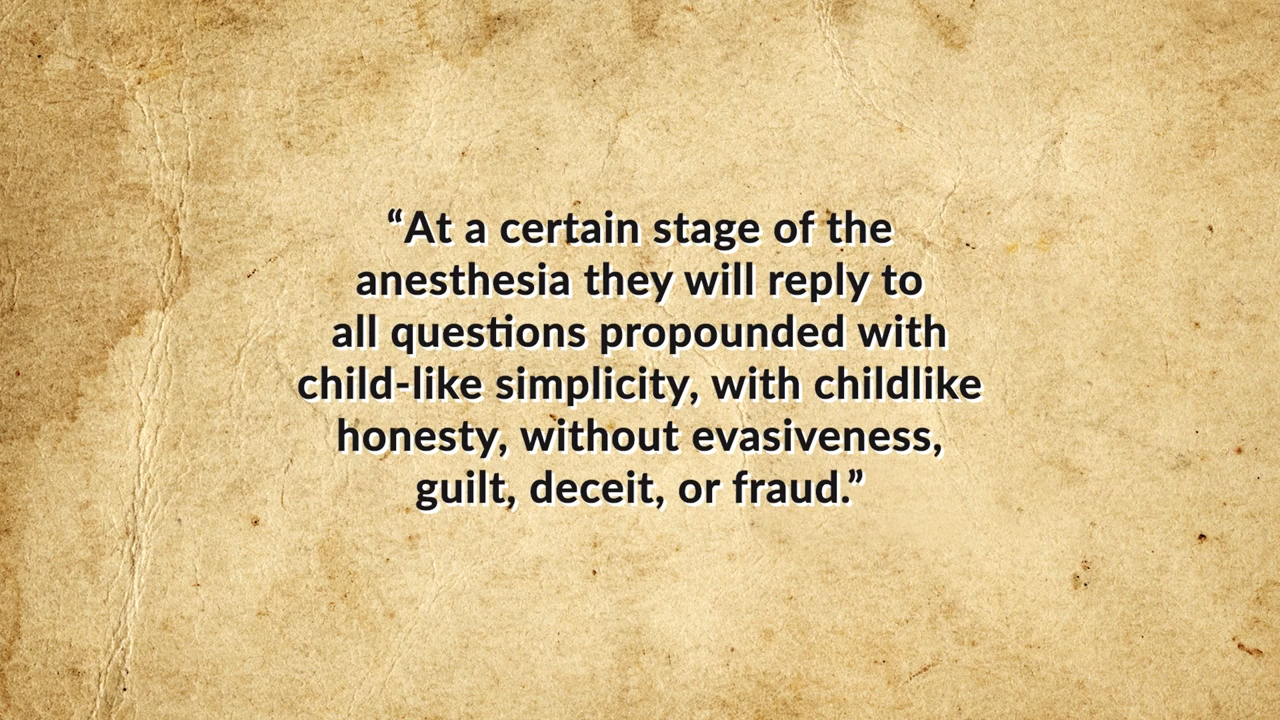 “At a certain stage of the
anesthesia they will reply to
all questions propounded with
child-like simplicity, with childlike
honesty, without evasiveness,
guilt, deceit, or fraud.”